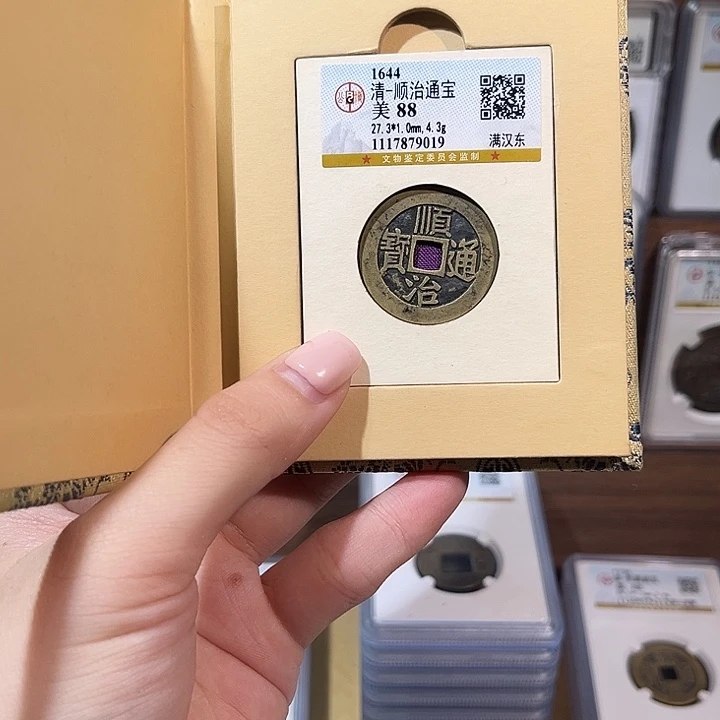 1644
清-顺治通宝
美 88
27.3*1.0mm, 4.3g
1117879019 满汉东
★ 文物鉴定委员会监制 ★
順
寶 通
治